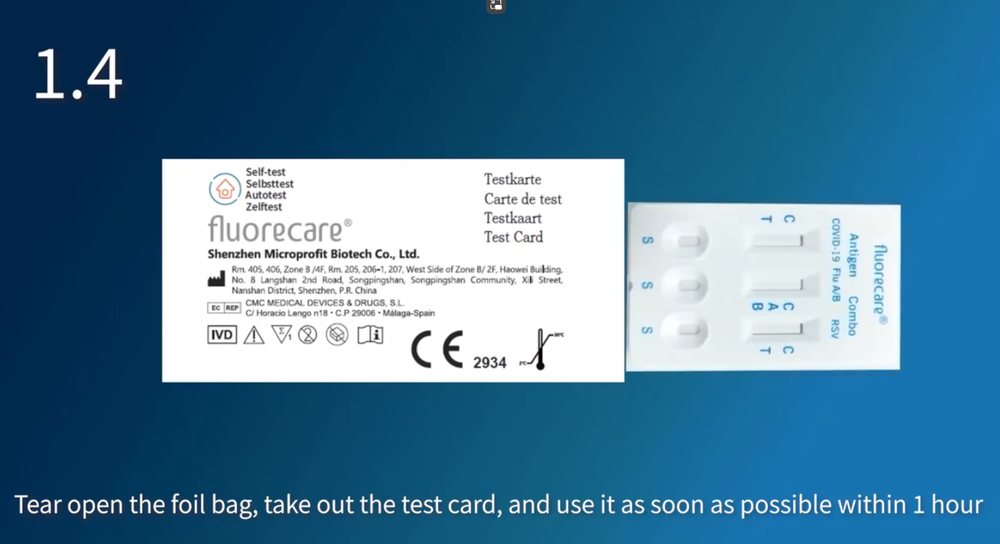 1.4
Self-test
Selbsttest
Autotest
Zelftest
fluorecare®
Testkarte
Carte de test
Testkaart
Test Card
Shenzhen Microprofit Biotech Co., Ltd.
Rm. 405, 406, Zone B /4F, Rm. 205, 206-1, 207, West Side of Zone B/ 2F, Haowei Building,
No. 8 Langshan 2nd Road, Songpingshan, Songpingshan Community, Xili Street,
Nanshan District, Shenzhen, P.R. China
EC REP
CMC MEDICAL DEVICES & DRUGS, S.L.
C/ Horacio Lengo n18 · C.P 29006 · Málaga-Spain
IVD
Σ 1
2
i
CE 2934
2°C
30°C
fluorecare®
Antigen Combo
COVID-19 Flu A/B RSV
C
T
C
A
B
C
T
S
S
S
Tear open the foil bag, take out the test card, and use it as soon as possible within 1 hour